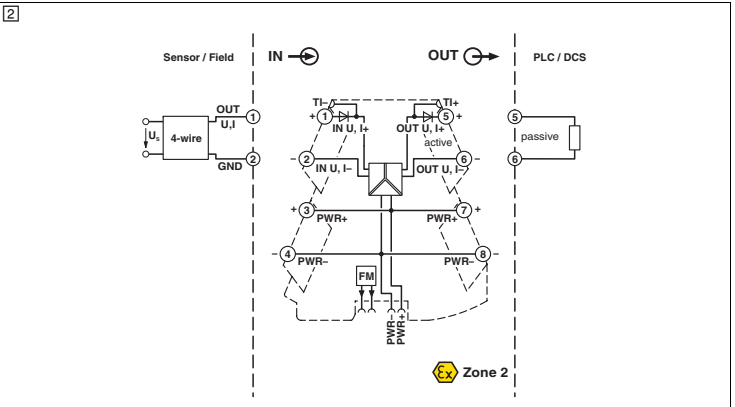 2
Sensor / Field
IN
OUT
PLC / DCS
TI–
TI+
OUT
U,I
1
+ 1
IN U, I+
OUT U, I+
5 +
5
Us
4-wire
active
passive
2
GND
– 2
IN U, I–
OUT U, I–
6 –
6
+ 3
PWR+
PWR+
7 +
– 4
PWR–
PWR–
8 –
FM
PWR–
PWR+
Ex Zone 2